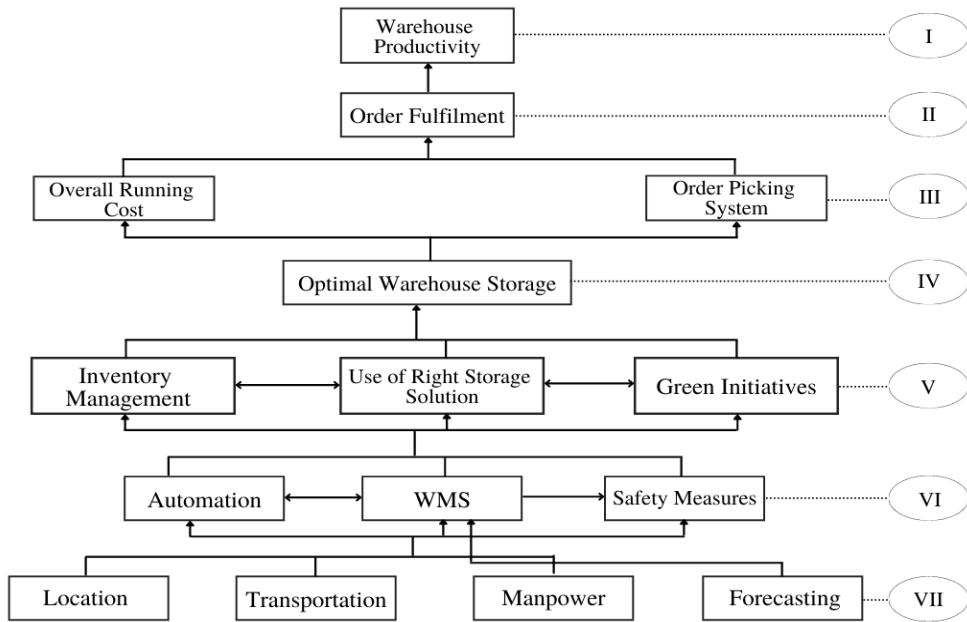 Warehouse
Productivity
I
Order Fulfilment
II
Overall Running
Cost
Order Picking
System
III
Optimal Warehouse Storage
IV
Inventory
Management
Use of Right Storage
Solution
Green Initiatives
V
Automation
WMS
Safety Measures
VI
Location
Transportation
Manpower
Forecasting
VII